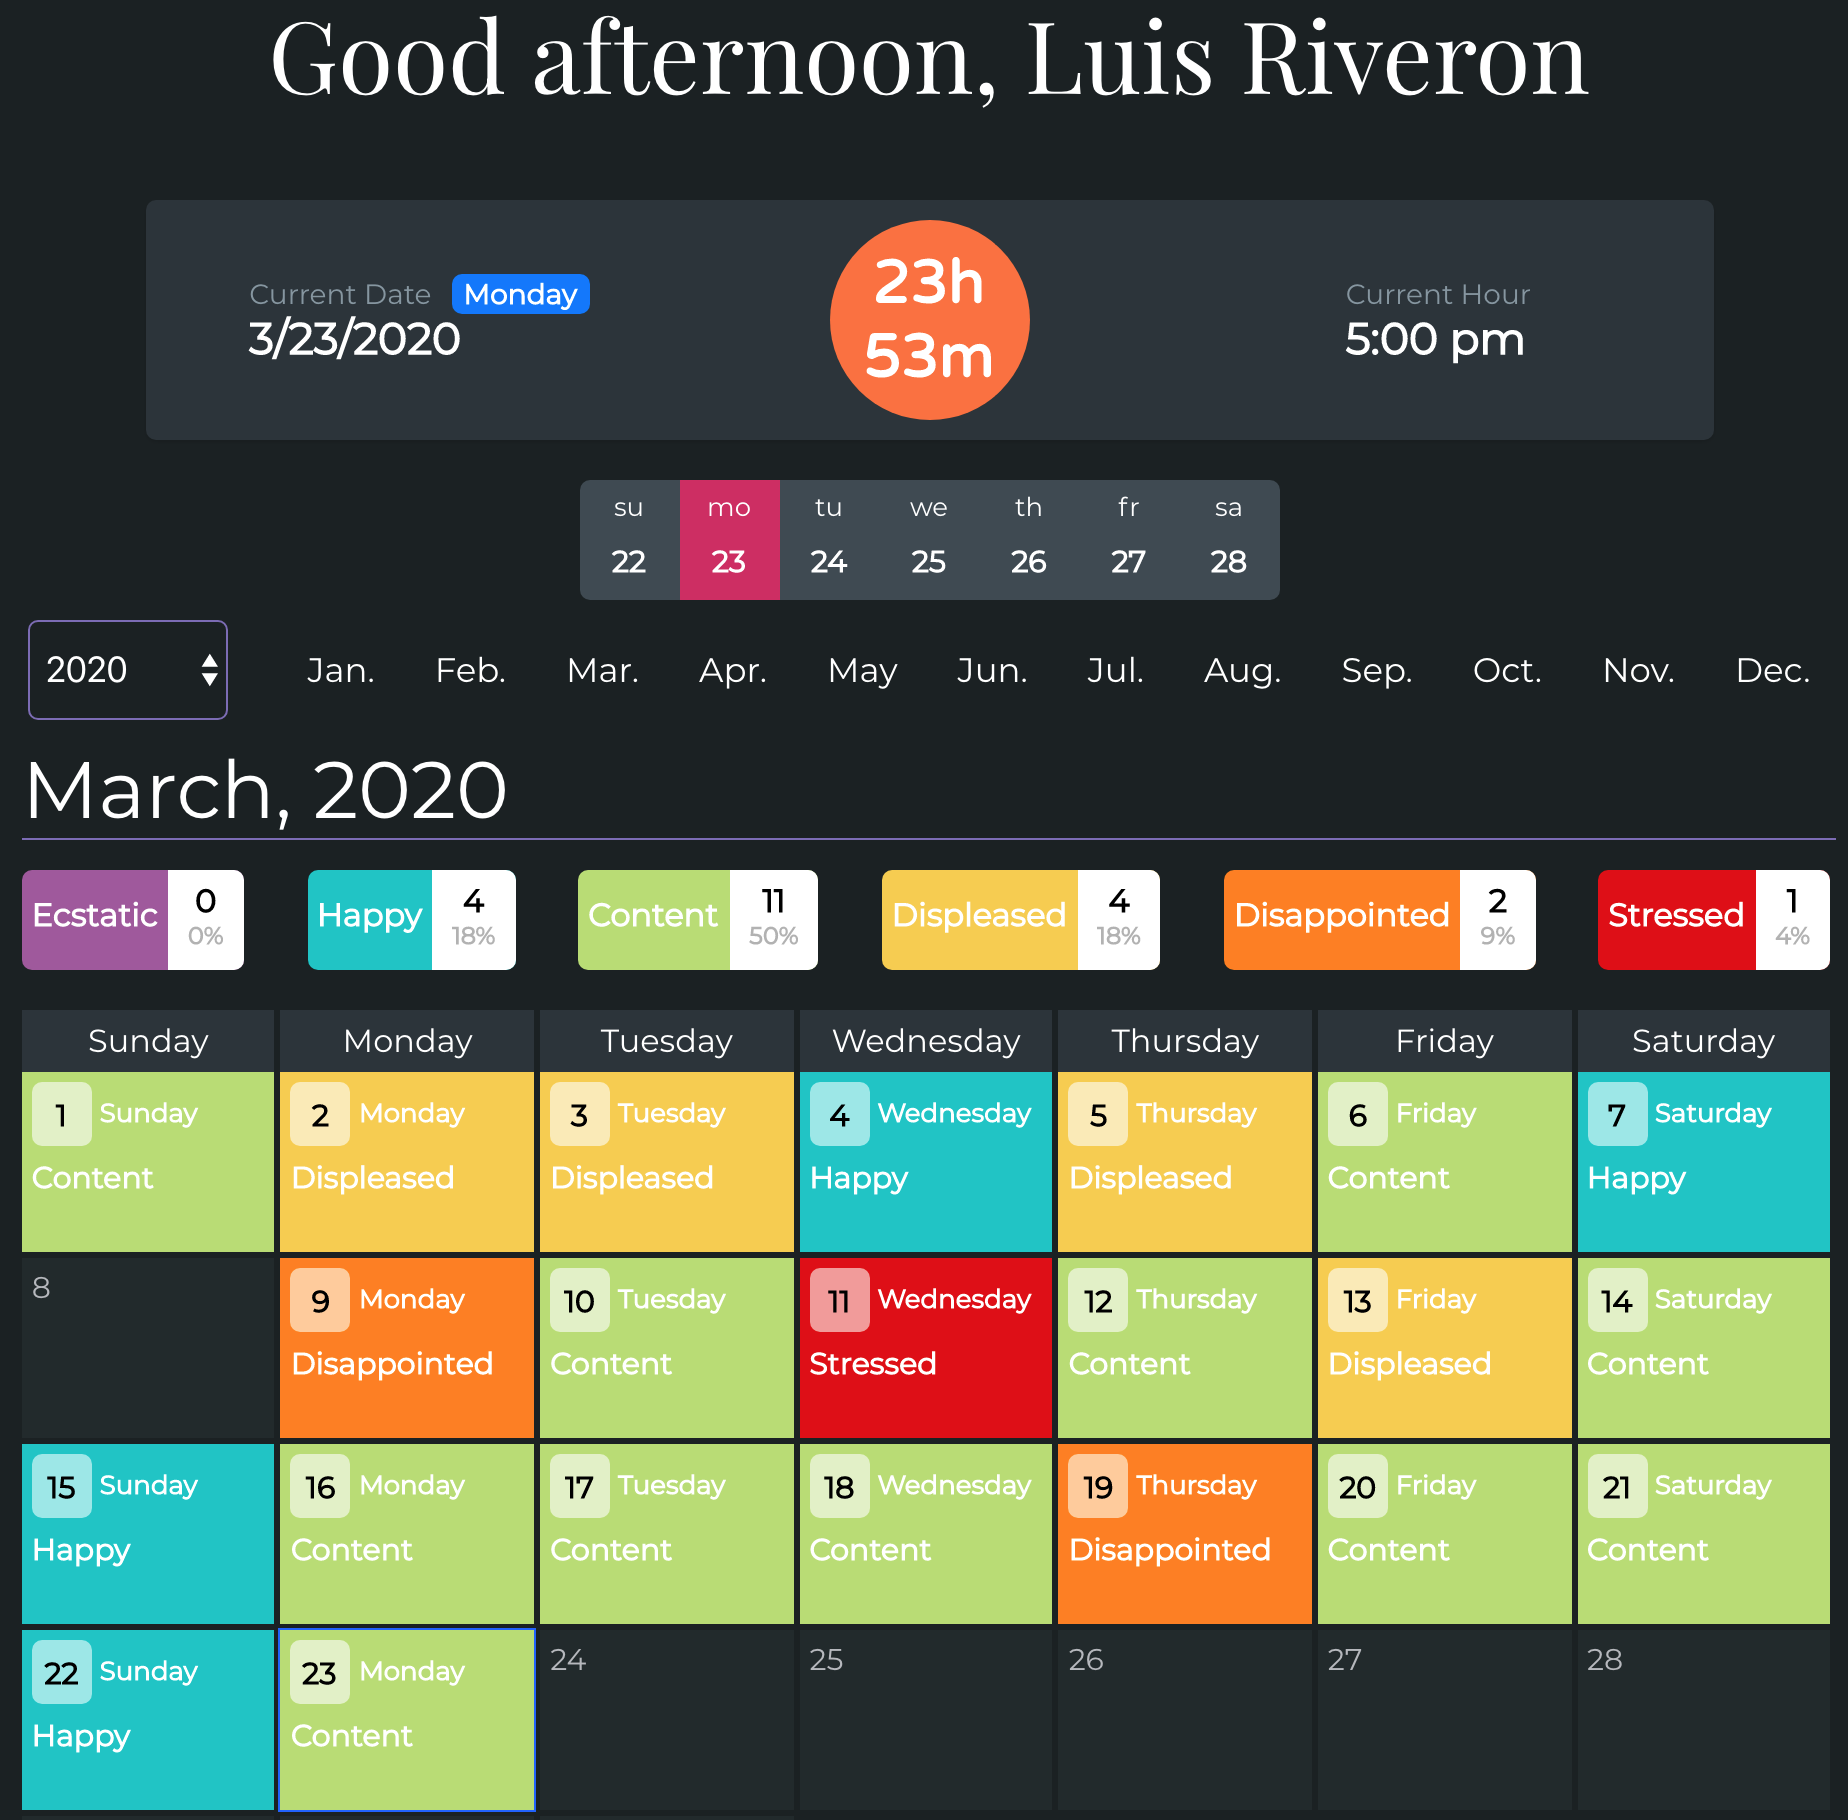 Good afternoon, Luis Riveron
Current Date Monday
3/23/2020
23h
53m
Current Hour
5:00 pm
su mo tu we th fr sa
22 23 24 25 26 27 28
2020 Jan. Feb. Mar. Apr. May Jun. Jul. Aug. Sep. Oct. Nov. Dec.
March, 2020
Ecstatic 0 0%
Happy 4 18%
Content 11 50%
Displeased 4 18%
Disappointed 2 9%
Stressed 1 4%
Sunday Monday Tuesday Wednesday Thursday Friday Saturday
1 Sunday
Content
2 Monday
Displeased
3 Tuesday
Displeased
4 Wednesday
Happy
5 Thursday
Displeased
6 Friday
Content
7 Saturday
Happy
8
9 Monday
Disappointed
10 Tuesday
Content
11 Wednesday
Stressed
12 Thursday
Content
13 Friday
Displeased
14 Saturday
Content
15 Sunday
Happy
16 Monday
Content
17 Tuesday
Content
18 Wednesday
Content
19 Thursday
Disappointed
20 Friday
Content
21 Saturday
Content
22 Sunday
Happy
23 Monday
Content
24
25
26
27
28